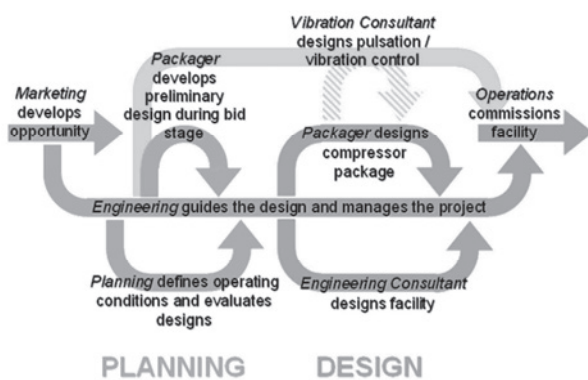 Marketing
develops
opportunity
Packager
develops
preliminary
design during bid
stage
Vibration Consultant
designs pulsation /
vibration control
Packager designs
compressor
package
Operations
commissions
facility
Engineering guides the design and manages the project
Planning defines operating
conditions and evaluates
designs
Engineering Consultant
designs facility
PLANNING
DESIGN